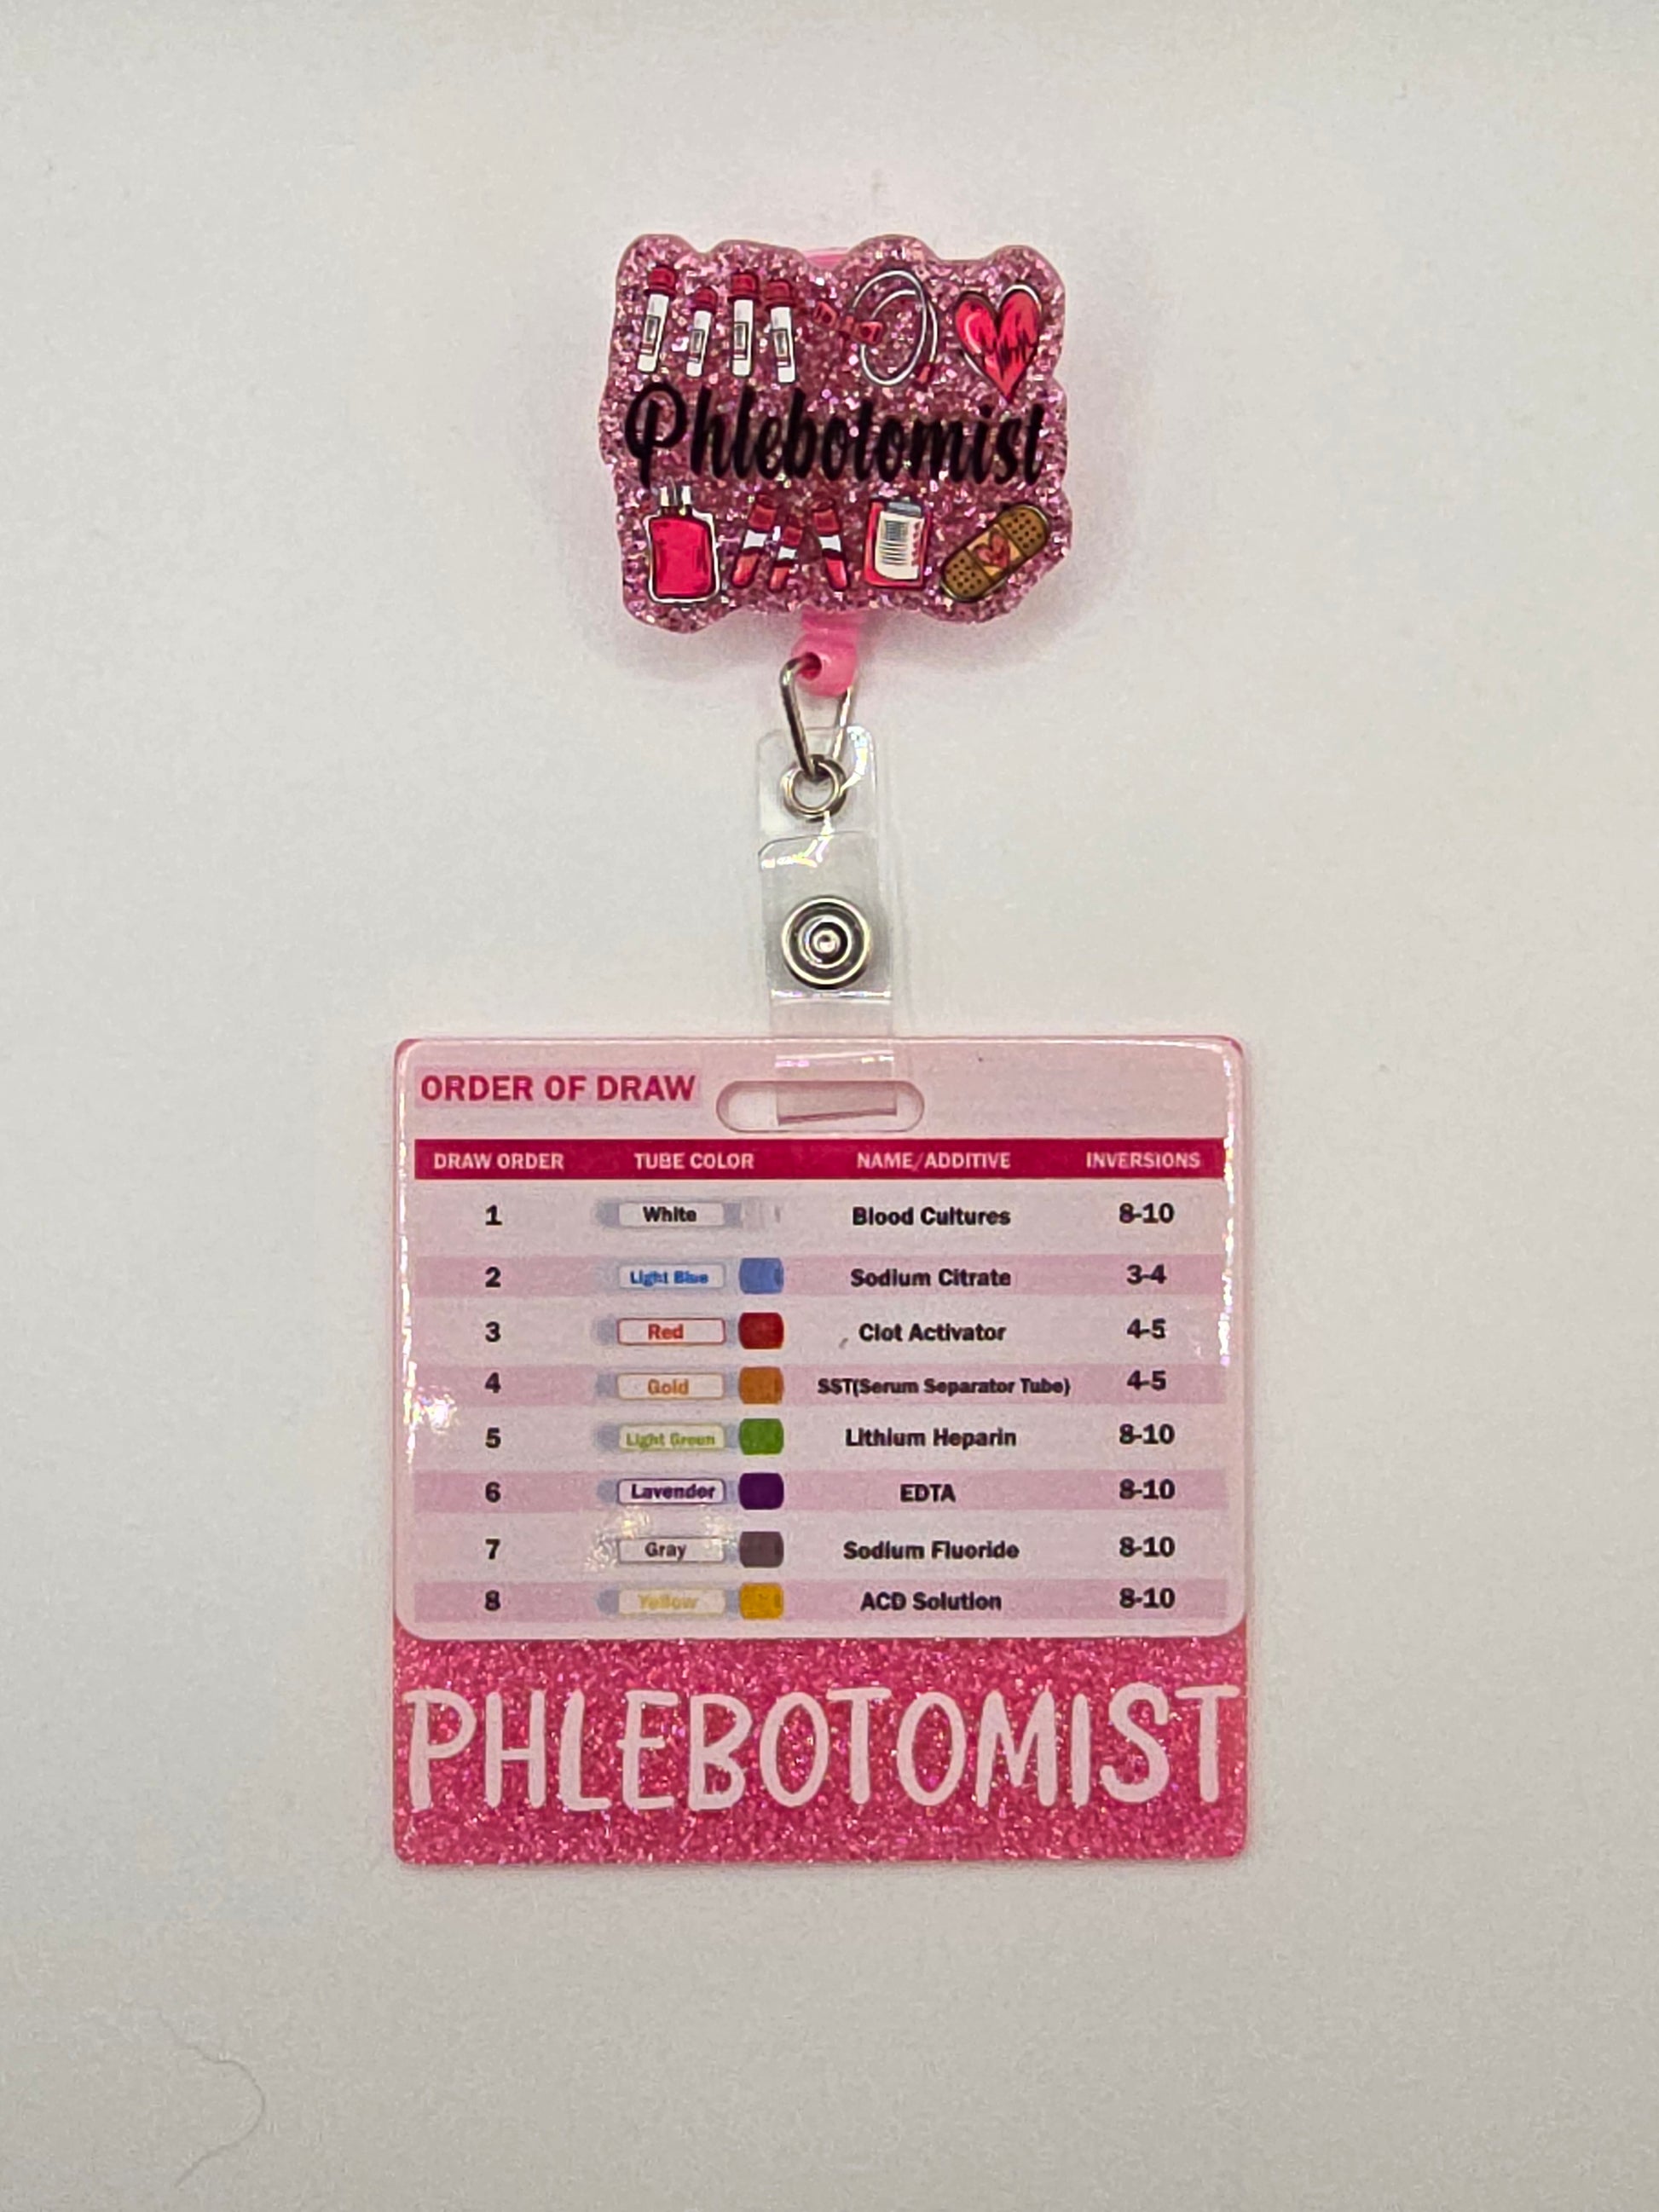 Phlebotomist
ORDER OF DRAW
DRAW ORDER TUBE COLOR NAME/ADDITIVE INVERSIONS
1 White Blood Cultures 8-10
2 Light Blue Sodium Citrate 3-4
3 Red Clot Activator 4-5
4 Gold SST(Serum Separator Tube) 4-5
5 Light Green Lithium Heparin 8-10
6 Lavender EDTA 8-10
7 Gray Sodium Fluoride 8-10
8 Yellow ACD Solution 8-10
PHLEBOTOMIST